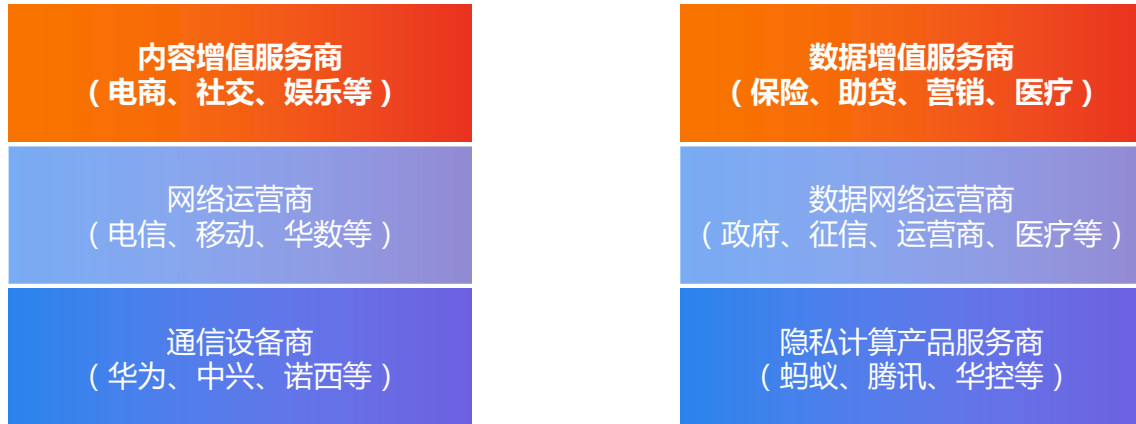 内容增值服务商
（电商、社交、娱乐等）
网络运营商
（电信、移动、华数等）
通信设备商
（华为、中兴、诺西等）
数据增值服务商
（保险、助贷、营销、医疗）
数据网络运营商
（政府、征信、运营商、医疗等）
隐私计算产品服务商
（蚂蚁、腾讯、华控等）